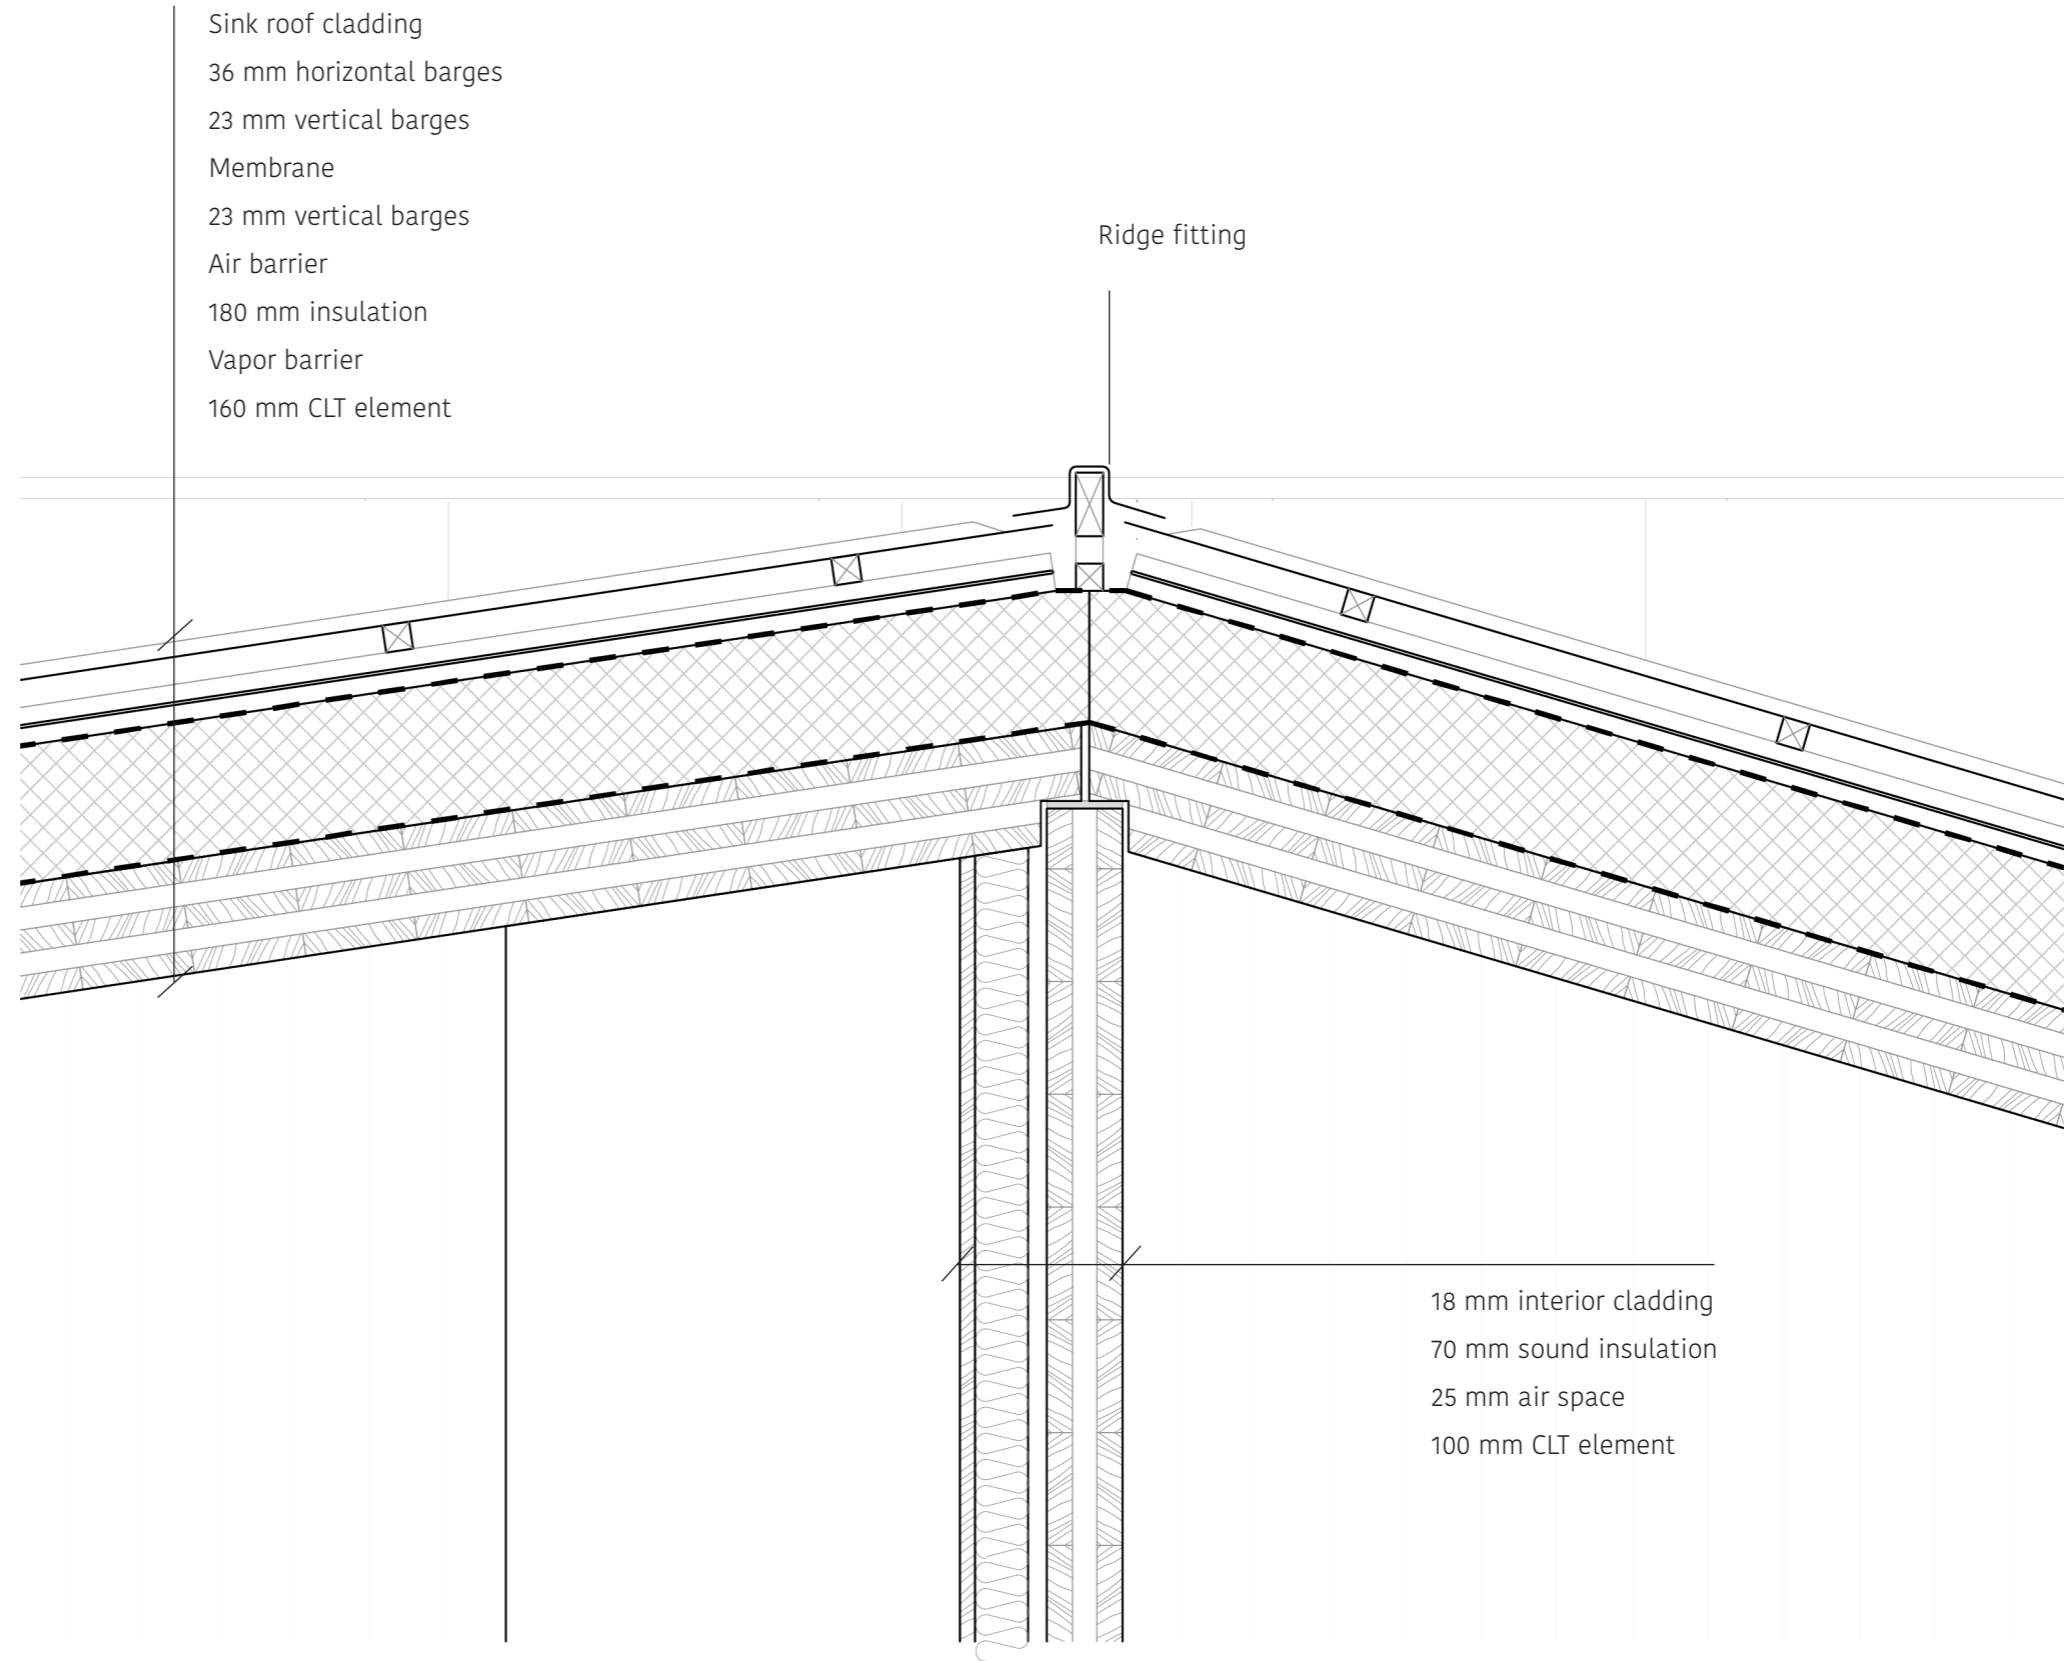 Sink roof cladding
36 mm horizontal barges
23 mm vertical barges
Membrane
23 mm vertical barges
Air barrier
180 mm insulation
Vapor barrier
160 mm CLT element
Ridge fitting
18 mm interior cladding
70 mm sound insulation
25 mm air space
100 mm CLT element